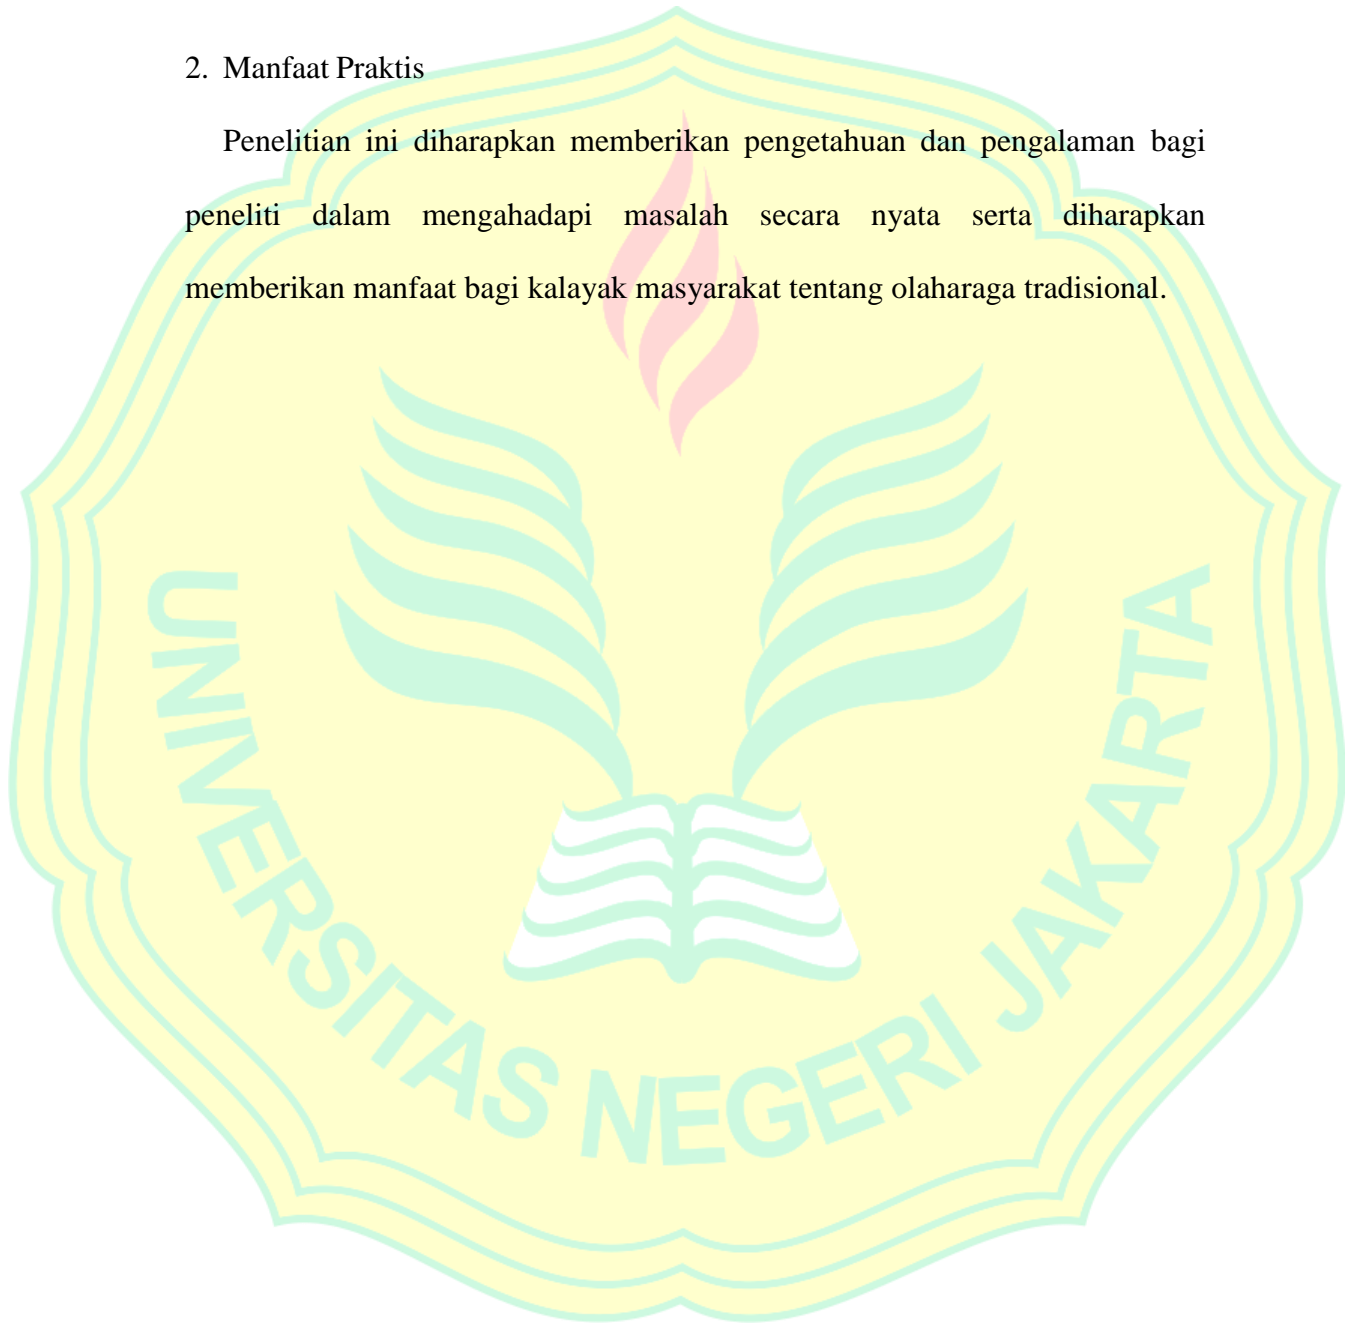 2. Manfaat Praktis
Penelitian ini diharapkan memberikan pengetahuan dan pengalaman bagi
peneliti dalam mengahadapi masalah secara nyata serta diharapkan
memberikan manfaat bagi kalayak masyarakat tentang olaharaga tradisional.
UNIVERSITAS NEGERI JAKARTA